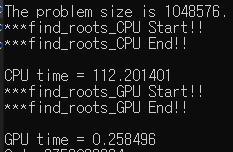 The problem size is 1048576.
***find_roots_CPU Start!!
***find_roots_CPU End!!
CPU time = 112.201401
***find_roots_GPU Start!!
***find_roots_GPU End!!
GPU time = 0.258496